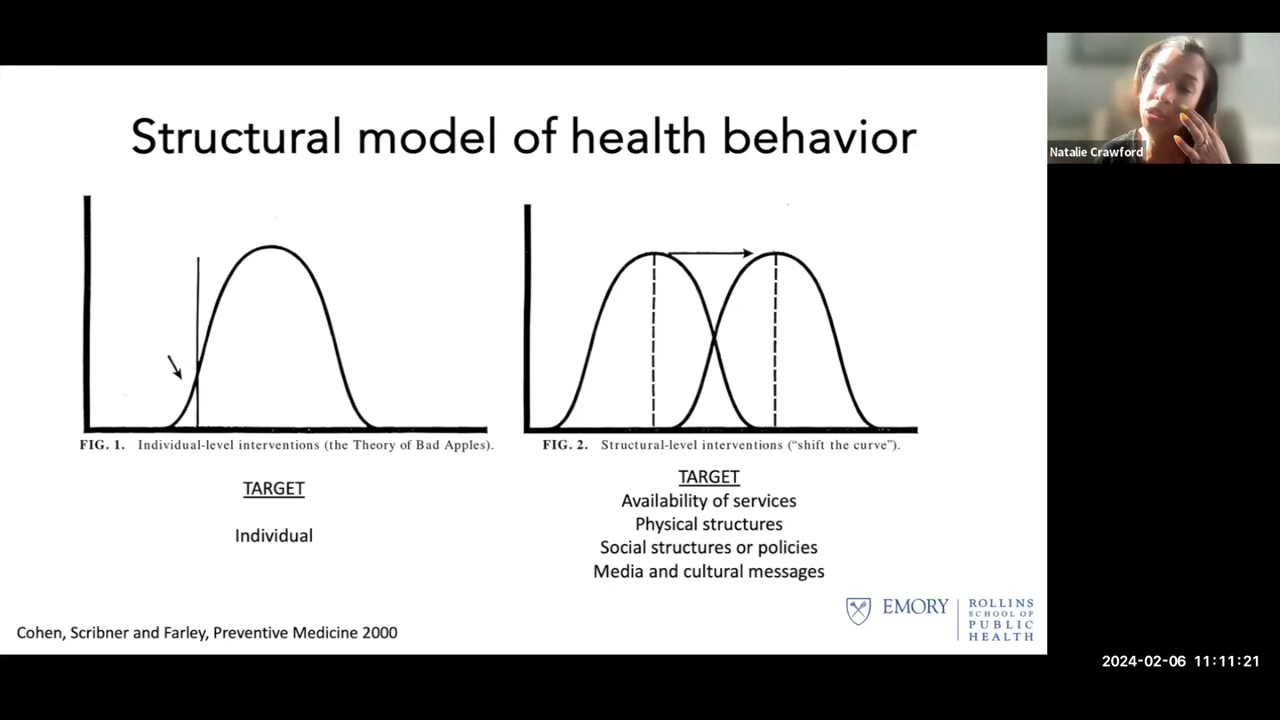 Structural model of health behavior
Natalie Crawford
FIG. 1. Individual-level interventions (the Theory of Bad Apples).
FIG. 2. Structural-level interventions (“shift the curve”).
TARGET
Individual
TARGET
Availability of services
Physical structures
Social structures or policies
Media and cultural messages
EMORY
ROLLINS
SCHOOL OF
PUBLIC
HEALTH
Cohen, Scribner and Farley, Preventive Medicine 2000
2024-02-06 11:11:21